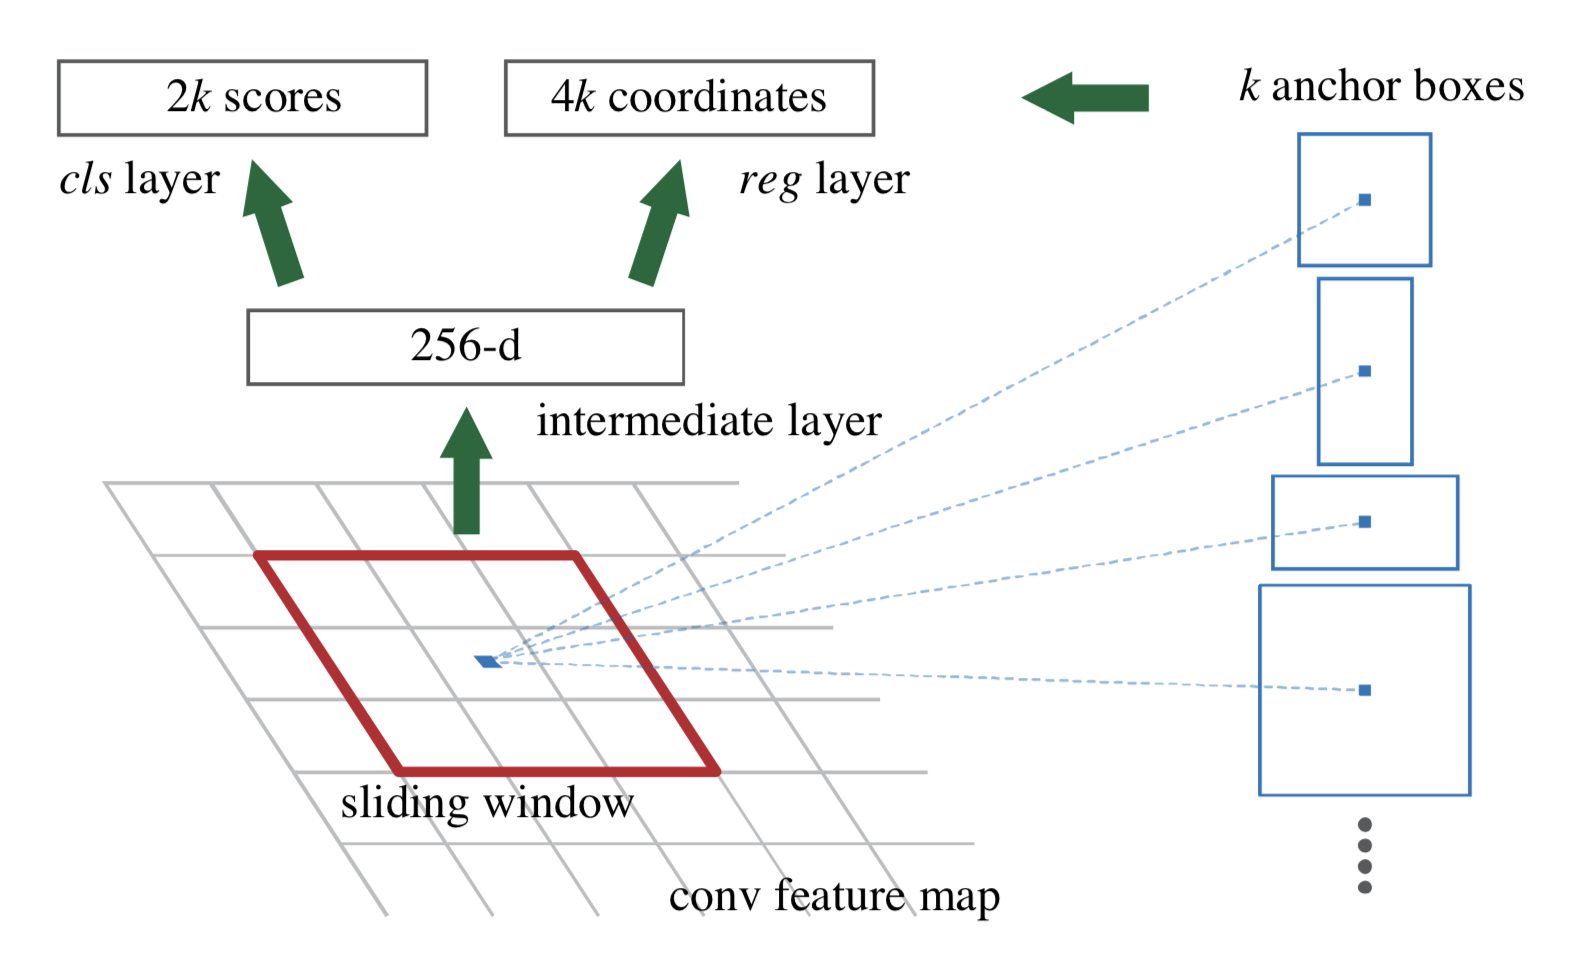 2k scores
4k coordinates
k anchor boxes
cls layer
reg layer
256-d
intermediate layer
sliding window
conv feature map